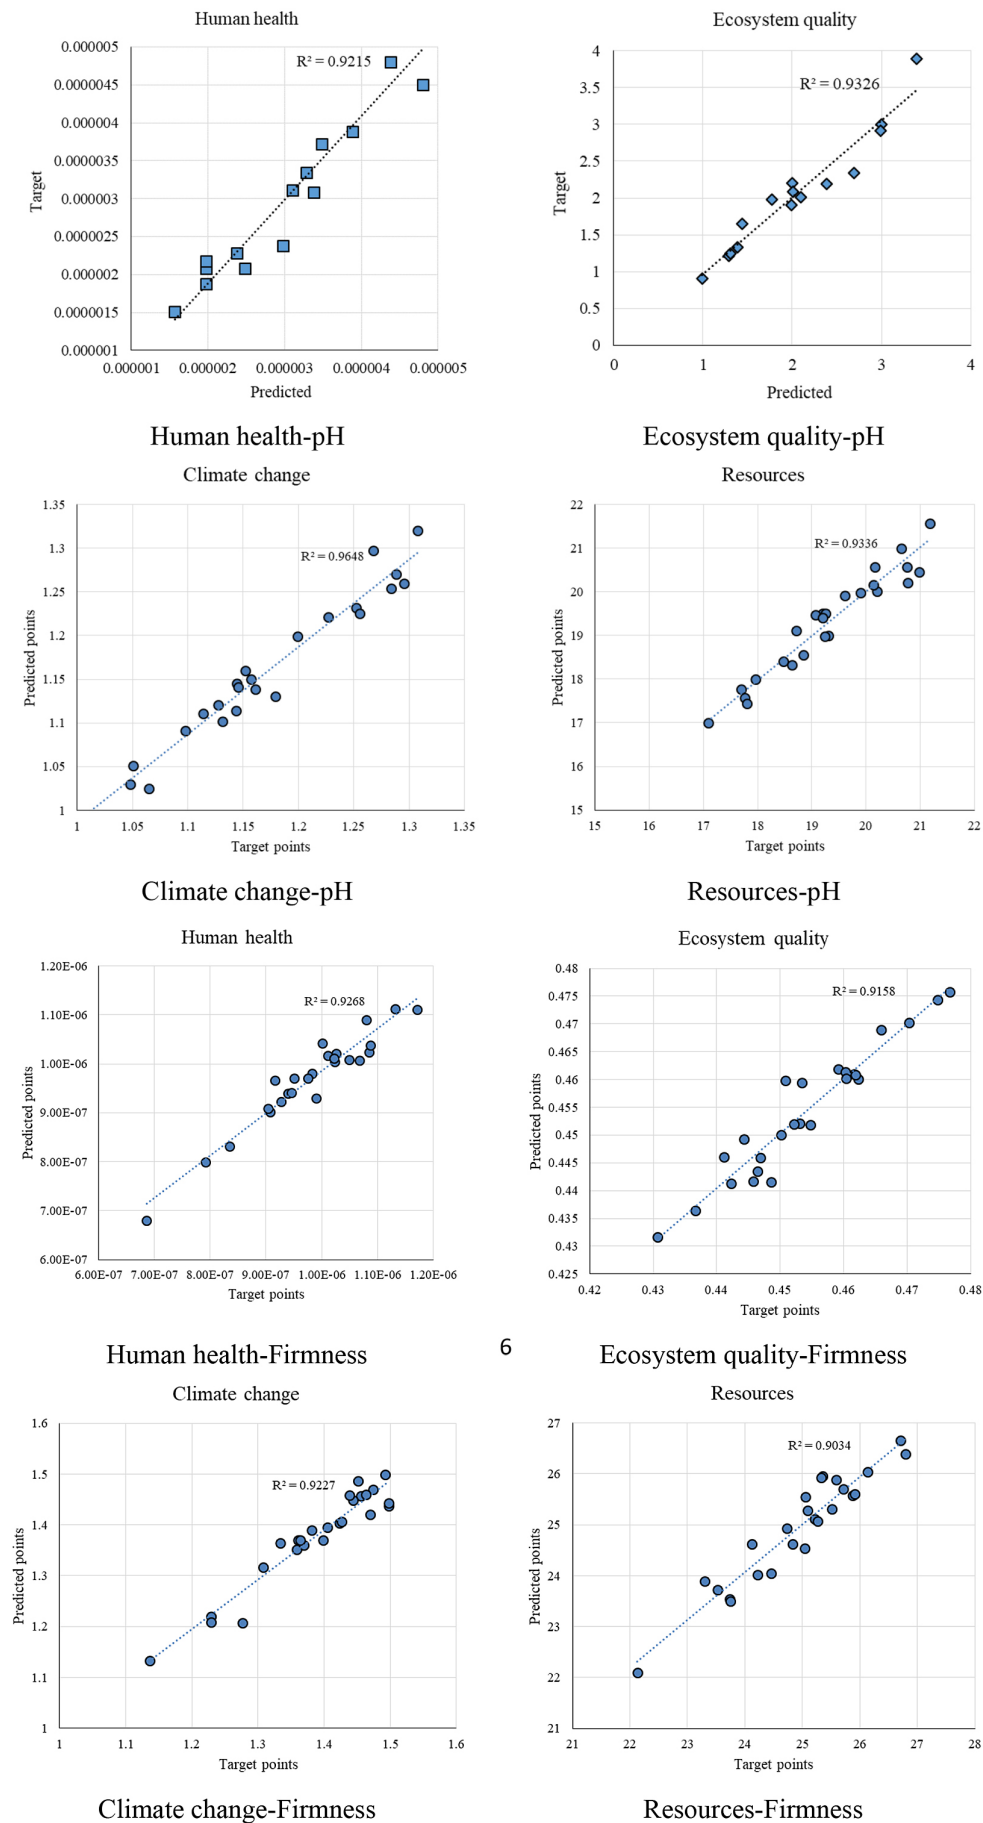 Human health
R² = 0.9215
Target
0.000005
0.0000045
0.000004
0.0000035
0.000003
0.0000025
0.000002
0.0000015
0.000001
0.000001 0.000002 0.000003 0.000004 0.000005
Predicted
Human health-pH
Ecosystem quality
R² = 0.9326
Target
4
3.5
3
2.5
2
1.5
1
0.5
0
0 1 2 3 4
Predicted
Ecosystem quality-pH
Climate change
R² = 0.9648
Predicted points
1.35
1.3
1.25
1.2
1.15
1.1
1.05
1
1 1.05 1.1 1.15 1.2 1.25 1.3 1.35
Target points
Climate change-pH
Resources
R² = 0.9336
Predicted points
22
21
20
19
18
17
16
15
15 16 17 18 19 20 21 22
Target points
Resources-pH
Human health
R² = 0.9268
Predicted points
1.20E-06
1.10E-06
1.00E-06
9.00E-07
8.00E-07
7.00E-07
6.00E-07
6.00E-07 7.00E-07 8.00E-07 9.00E-07 1.00E-06 1.10E-06 1.20E-06
Target points
Human health-Firmness
Ecosystem quality
R² = 0.9158
Predicted points
0.48
0.475
0.47
0.465
0.46
0.455
0.45
0.445
0.44
0.435
0.43
0.425
0.42 0.43 0.44 0.45 0.46 0.47 0.48
Target points
6
Ecosystem quality-Firmness
Climate change
R² = 0.9227
Predicted points
1.6
1.5
1.4
1.3
1.2
1.1
1
1 1.1 1.2 1.3 1.4 1.5 1.6
Target points
Climate change-Firmness
Resources
R² = 0.9034
Predicted points
27
26
25
24
23
22
21
21 22 23 24 25 26 27 28
Target points
Resources-Firmness